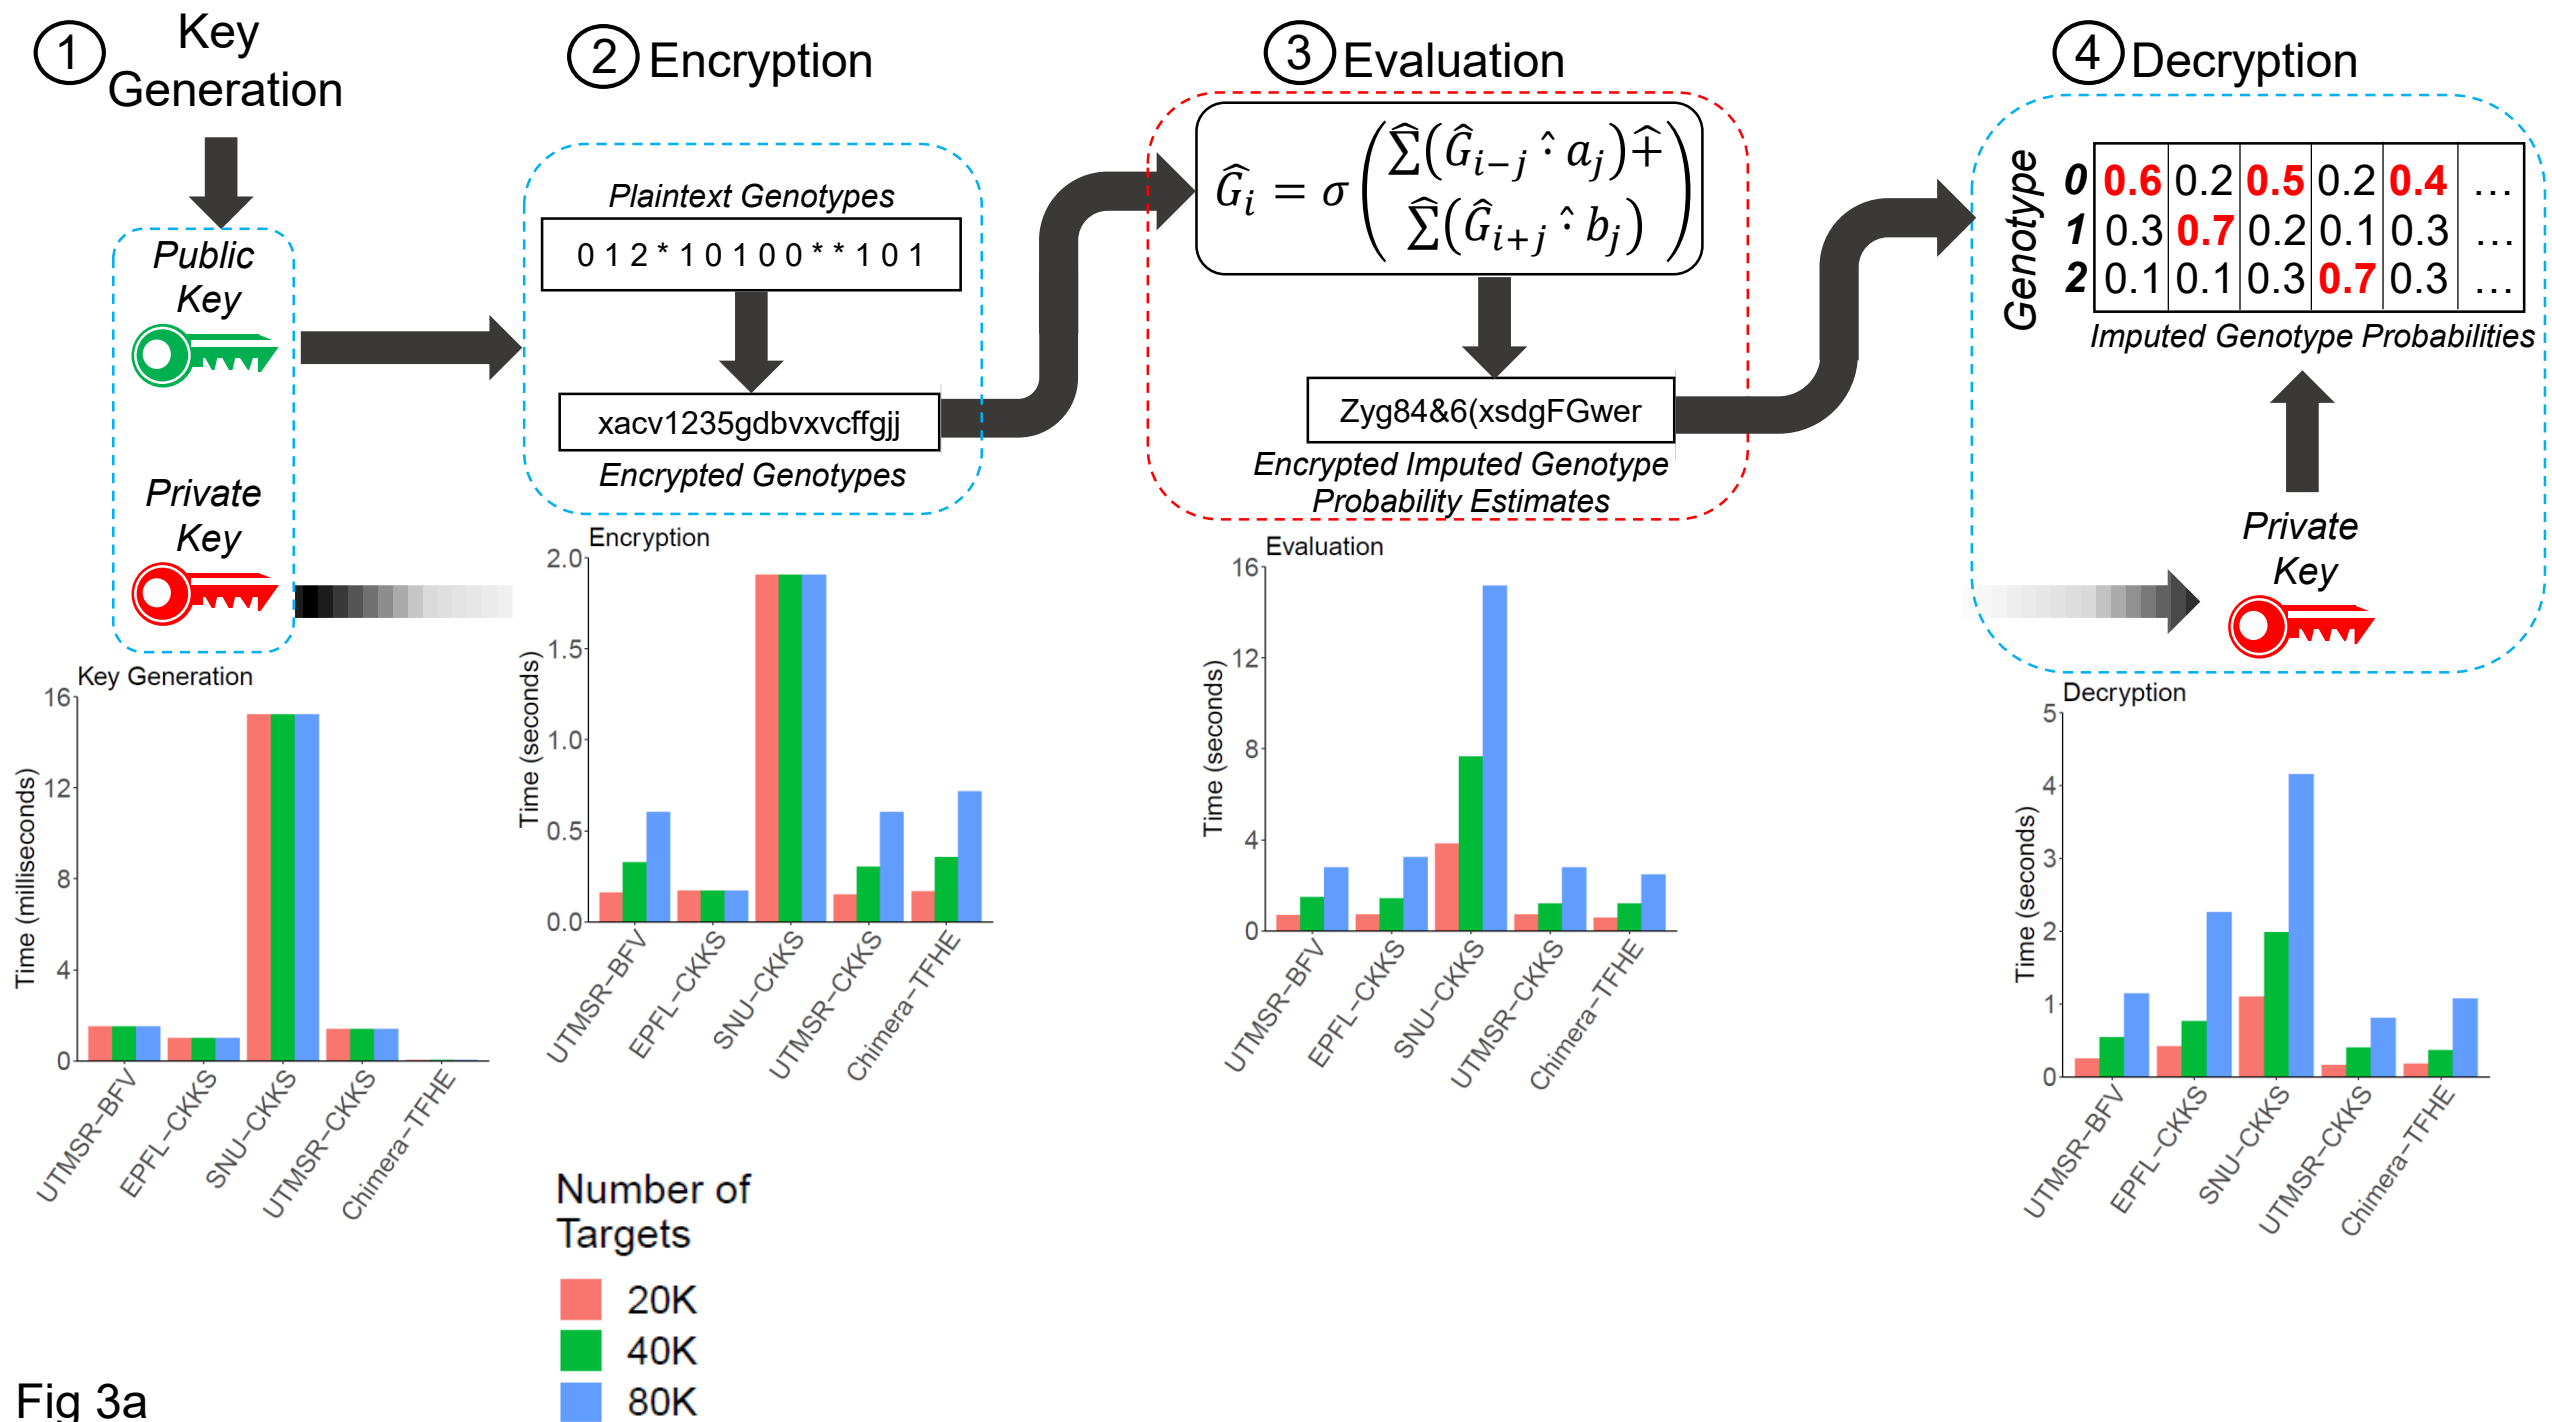 1 Key
Generation
Public
Key
Private
Key
2 Encryption
Plaintext Genotypes
0 1 2 * 1 0 1 0 0 * * 1 0 1
xacv1235gdbvxvcffgjj
Encrypted Genotypes
3 Evaluation
Ĝᵢ = σ ( Σ̂(Ĝᵢ₋ⱼ ⋅̂ aⱼ) +̂
Σ̂(Ĝᵢ₊ⱼ ⋅̂ bⱼ) )
Zyg84&6(xsdgFGwer
Encrypted Imputed Genotype
Probability Estimates
4 Decryption
Genotype
0 0.6 0.2 0.5 0.2 0.4 ...
1 0.3 0.7 0.2 0.1 0.3 ...
2 0.1 0.1 0.3 0.7 0.3 ...
Imputed Genotype Probabilities
Private
Key
Key Generation
Time (milliseconds)
16
12
8
4
0
UTMSR−BFV
EPFL−CKKS
SNU−CKKS
UTMSR−CKKS
Chimera−TFHE
Encryption
Time (seconds)
2.0
1.5
1.0
0.5
0.0
UTMSR−BFV
EPFL−CKKS
SNU−CKKS
UTMSR−CKKS
Chimera−TFHE
Evaluation
Time (seconds)
16
12
8
4
0
UTMSR−BFV
EPFL−CKKS
SNU−CKKS
UTMSR−CKKS
Chimera−TFHE
Decryption
Time (seconds)
5
4
3
2
1
0
UTMSR−BFV
EPFL−CKKS
SNU−CKKS
UTMSR−CKKS
Chimera−TFHE
Number of
Targets
20K
40K
80K
Fig 3a